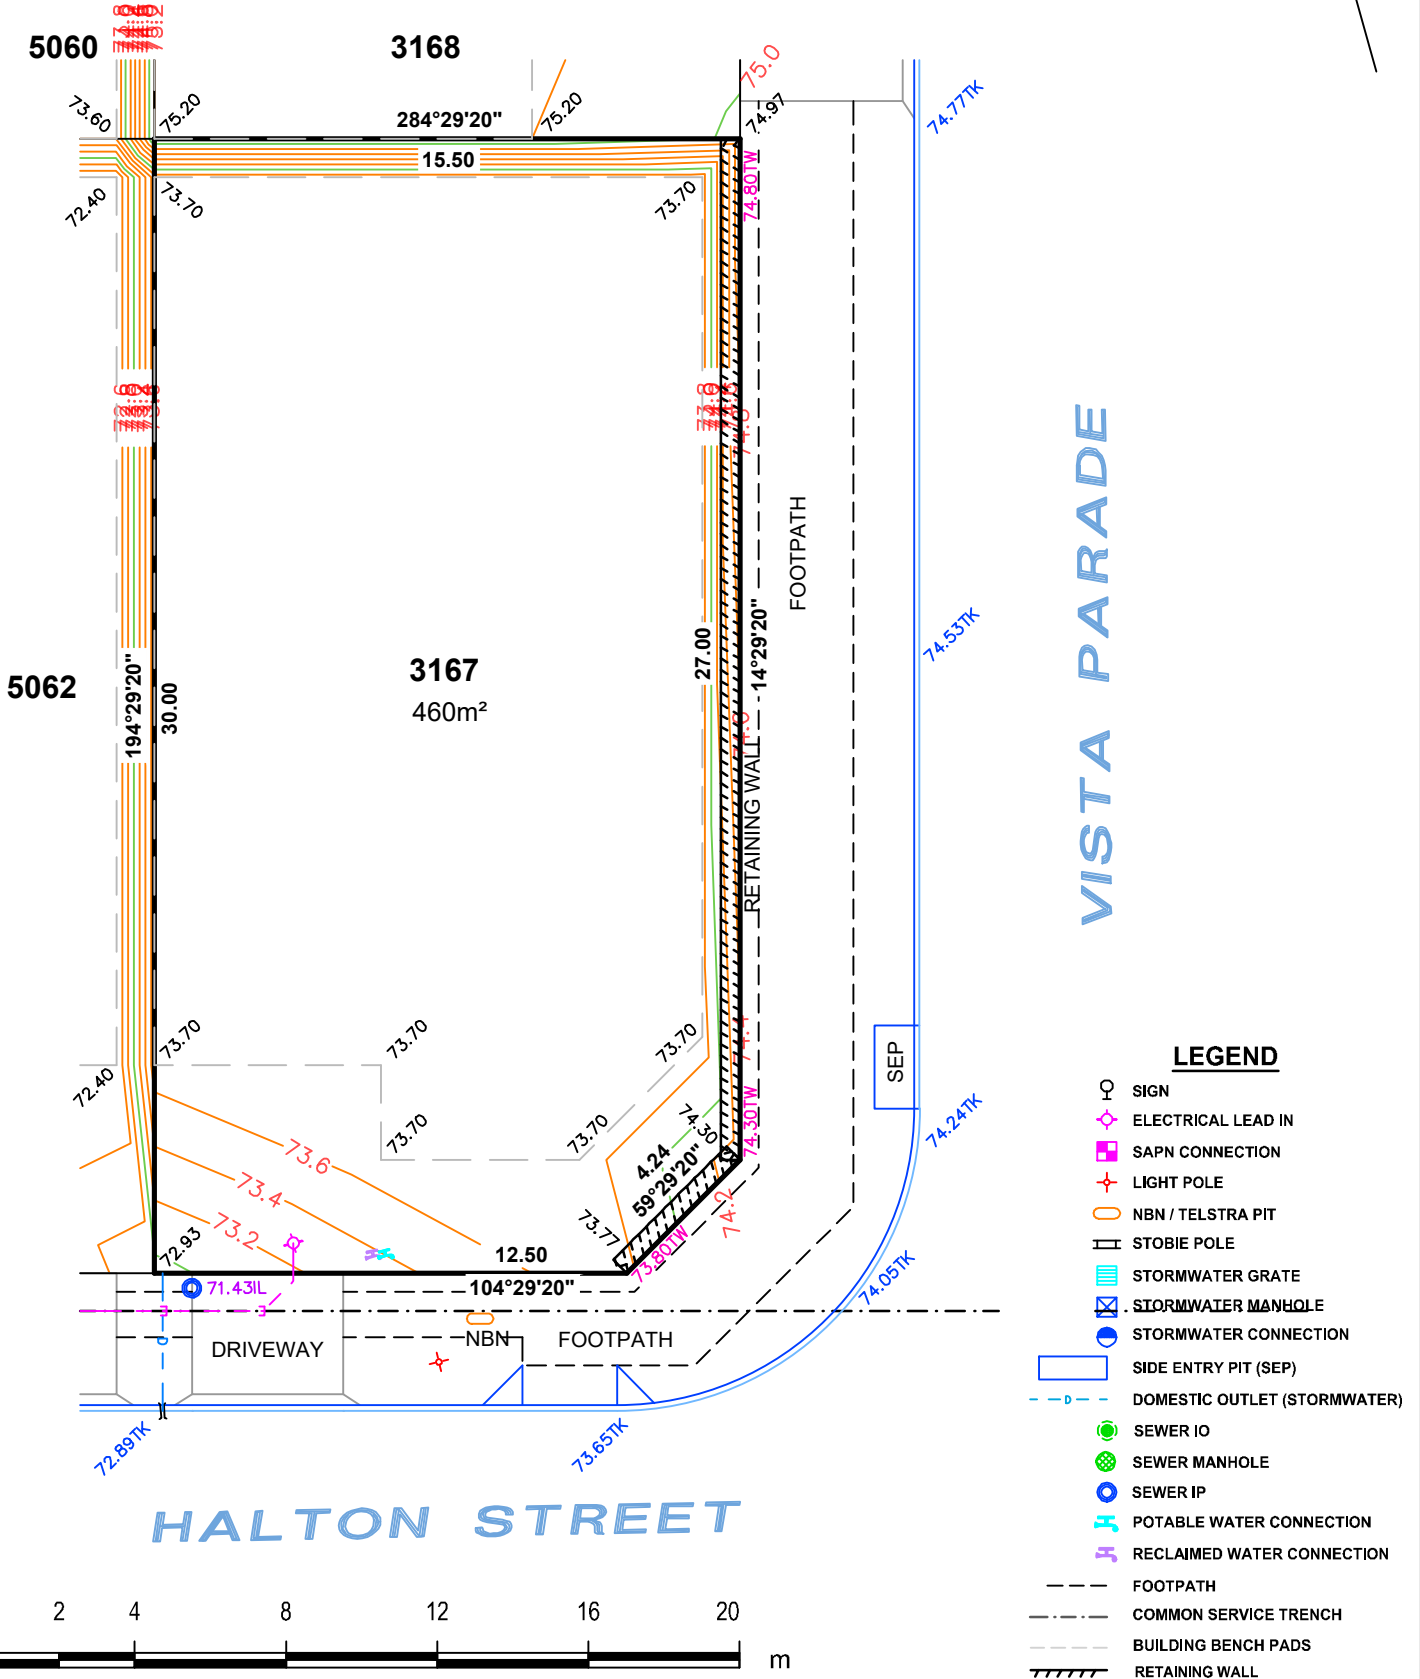 5060
3168
73.60
75.20
284°29'20"
75.20
75.0
74.97
74.77TK
15.50
74.80TW
72.40
73.70
73.70
FOOTPATH
VISTA PARADE
74.53TK
5062
194°29'20"
30.00
3167
460m²
27.00
14°29'20"
RETAINING WALL
73.70
73.70
73.70
74.4
SEP
72.40
73.70
73.70
74.30
74.30TW
74.24TK
73.6
73.4
73.2
4.24
59°29'20"
74.2
72.93
73.77
73.80TW
12.50
104°29'20"
71.43IL
74.05TK
D
DRIVEWAY
NBN
FOOTPATH
72.89TK
73.65TK
HALTON STREET
2 4 8 12 16 20
m
LEGEND
SIGN
ELECTRICAL LEAD IN
SAPN CONNECTION
LIGHT POLE
NBN / TELSTRA PIT
STOBIE POLE
STORMWATER GRATE
STORMWATER MANHOLE
STORMWATER CONNECTION
SIDE ENTRY PIT (SEP)
D DOMESTIC OUTLET (STORMWATER)
SEWER IO
SEWER MANHOLE
SEWER IP
POTABLE WATER CONNECTION
RECLAIMED WATER CONNECTION
FOOTPATH
COMMON SERVICE TRENCH
BUILDING BENCH PADS
RETAINING WALL